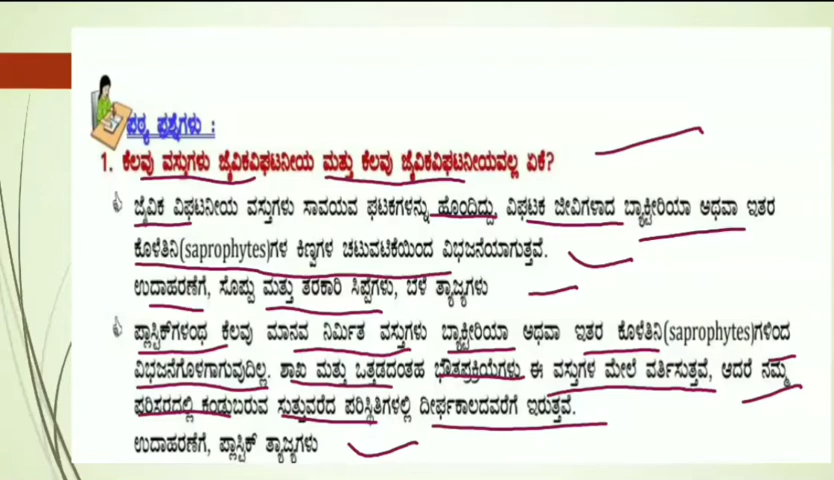 ಪಠ್ಯ ಪ್ರಶ್ನೆಗಳು :
1. ಕೆಲವು ವಸ್ತುಗಳು ಜೈವಿಕವಿಘಟನೀಯ ಮತ್ತು ಕೆಲವು ಜೈವಿಕವಿಘಟನೀಯವಲ್ಲ ಏಕೆ?
ಜೈವಿಕ ವಿಘಟನೀಯ ವಸ್ತುಗಳು ಸಾವಯವ ಘಟಕಗಳನ್ನು ಹೊಂದಿದ್ದು, ವಿಘಟಕ ಜೀವಿಗಳಾದ ಬ್ಯಾಕ್ಟೀರಿಯಾ ಅಥವಾ ಇತರ
ಕೊಳೆತಿನಿ(saprophytes)ಗಳ ಕಿಣ್ವಗಳ ಚಟುವಟಿಕೆಯಿಂದ ವಿಭಜನೆಯಾಗುತ್ತವೆ.
ಉದಾಹರಣೆಗೆ, ಸೊಪ್ಪು ಮತ್ತು ತರಕಾರಿ ಸಿಪ್ಪೆಗಳು, ಬೆಳೆ ತ್ಯಾಜ್ಯಗಳು
ಪ್ಲಾಸ್ಟಿಕ್‌ಗಳಂಥ ಕೆಲವು ಮಾನವ ನಿರ್ಮಿತ ವಸ್ತುಗಳು ಬ್ಯಾಕ್ಟೀರಿಯಾ ಅಥವಾ ಇತರ ಕೊಳೆತಿನಿ(saprophytes)ಗಳಿಂದ
ವಿಭಜನೆಗೊಳಗಾಗುವುದಿಲ್ಲ. ಶಾಖ ಮತ್ತು ಒತ್ತಡದಂತಹ ಭೌತಪ್ರಕ್ರಿಯೆಗಳು ಈ ವಸ್ತುಗಳ ಮೇಲೆ ವರ್ತಿಸುತ್ತವೆ, ಆದರೆ ನಮ್ಮ
ಪರಿಸರದಲ್ಲಿ ಕಂಡುಬರುವ ಸುತ್ತುವರೆದ ಪರಿಸ್ಥಿತಿಗಳಲ್ಲಿ ದೀರ್ಘಕಾಲದವರೆಗೆ ಇರುತ್ತವೆ.
ಉದಾಹರಣೆಗೆ, ಪ್ಲಾಸ್ಟಿಕ್ ತ್ಯಾಜ್ಯಗಳು